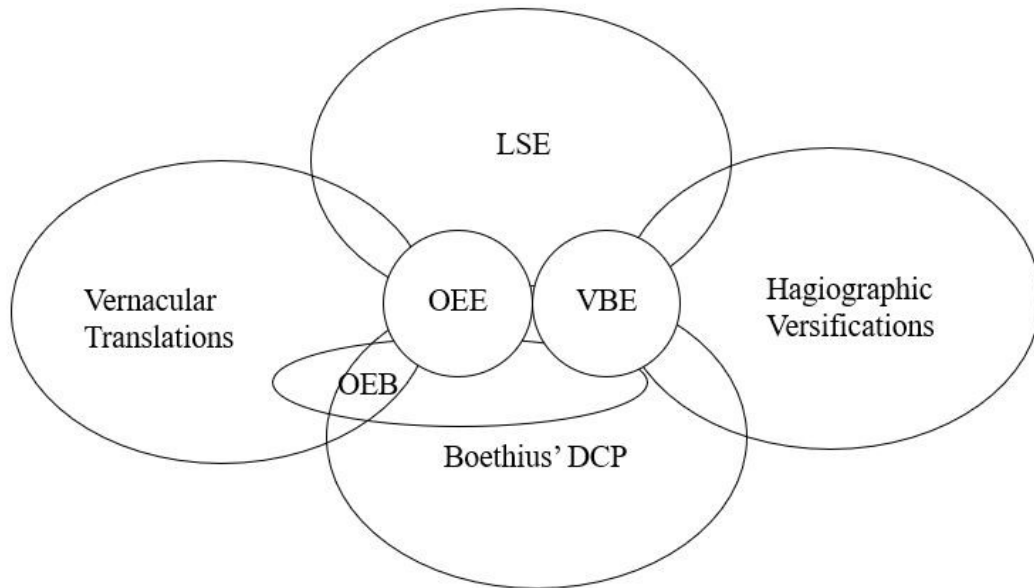 LSE
Vernacular
Translations
OEE
VBE
Hagiographic
Versifications
OEB
Boethius’ DCP